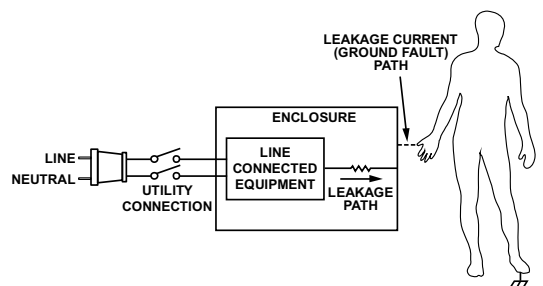 LEAKAGE CURRENT
(GROUND FAULT)
PATH
ENCLOSURE
LINE
NEUTRAL
UTILITY
CONNECTION
LINE
CONNECTED
EQUIPMENT
LEAKAGE
PATH